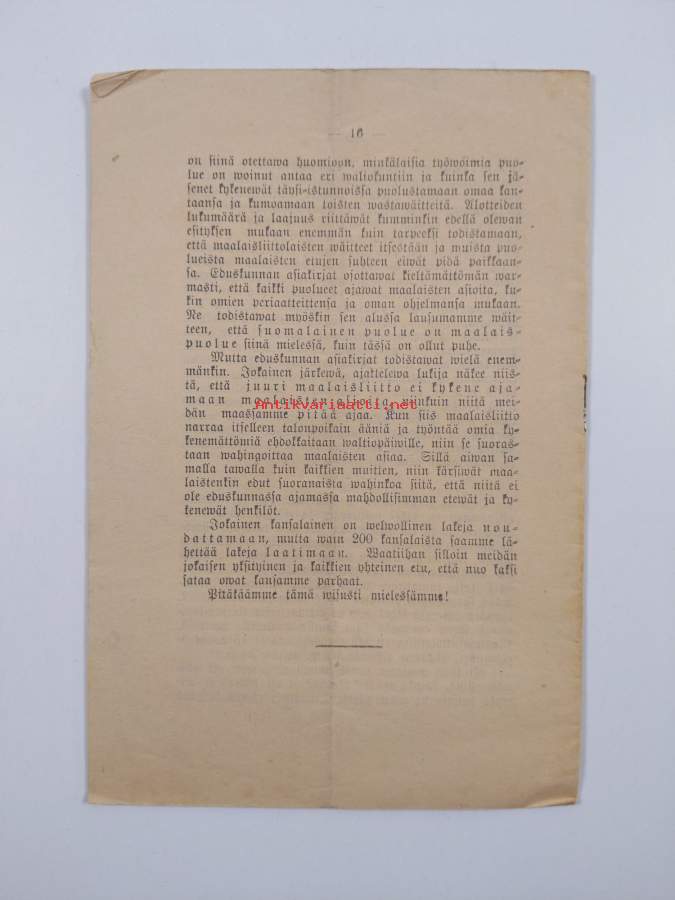 — 16 —
on siinä otettawa huomioon, minkälaisia työwoimia puo-
lue on woinut antaa eri waliokuntiin ja kuinka sen jä-
senet kykenewät täysi-istunnoissa puolustamaan omaa kan-
taansa ja kumoamaan toisten wastawäitteitä. Alotteiden
lukumäärä ja laajuus riittäwät kumminkin edellä olewan
esityksen mukaan enemmän kuin tarpeeksi todistamaan,
että maalaisliittolaisten wäitteet itsestään ja muista puo-
lueista maalaisten etujen suhteen eiwät pidä paikkaan-
sa. Eduskunnan asiakirjat osottawat kieltämättömän war-
masti, että kaikki puolueet ajawat maalaisten asioita, ku-
kin omien periaatteittensa ja oman ohjelmansa mukaan.
Ne todistawat myöskin sen alussa lausumamme wäit-
teen, että suomalainen puolue on maalais-
puolue siinä mielessä, kuin tässä on ollut puhe.
Mutta eduskunnan asiakirjat todistawat wielä enem-
mänkin. Jokainen järkewä, ajattelewa lukija näkee niis-
tä, että juuri maalaisliitto ei kykene aja-
maan maalaisten asioita, niinkuin niitä mei-
dän maassamme pitää ajaa. Kun siis maalaisliitto
narraa itselleen talonpoikain ääniä ja työntää omia ky-
kenemättömiä ehdokkaitaan waltiopäiwille, niin se suoras-
taan wahingoittaa maalaisten asiaa. Sillä aiwan sa-
malla tawalla kuin kaikkien muitten, niin kärsiwät maa-
laistenkin edut suoranaista wahinkoa siitä, että niitä ei
ole eduskunnassa ajamassa mahdollisimman etewät ja ky-
kenewät henkilöt.
Jokainen kansalainen on welwollinen lakeja nou-
dattamaan, mutta wain 200 kansalaista saamme lä-
hettää lakeja laatimaan. Waatiihan silloin meidän
jokaisen yksityinen ja kaikkien yhteinen etu, että nuo kaksi
sataa owat kansamme parhaat.
Pitäkäämme tämä wisusti mielessämme!
Antikvariaatti.net